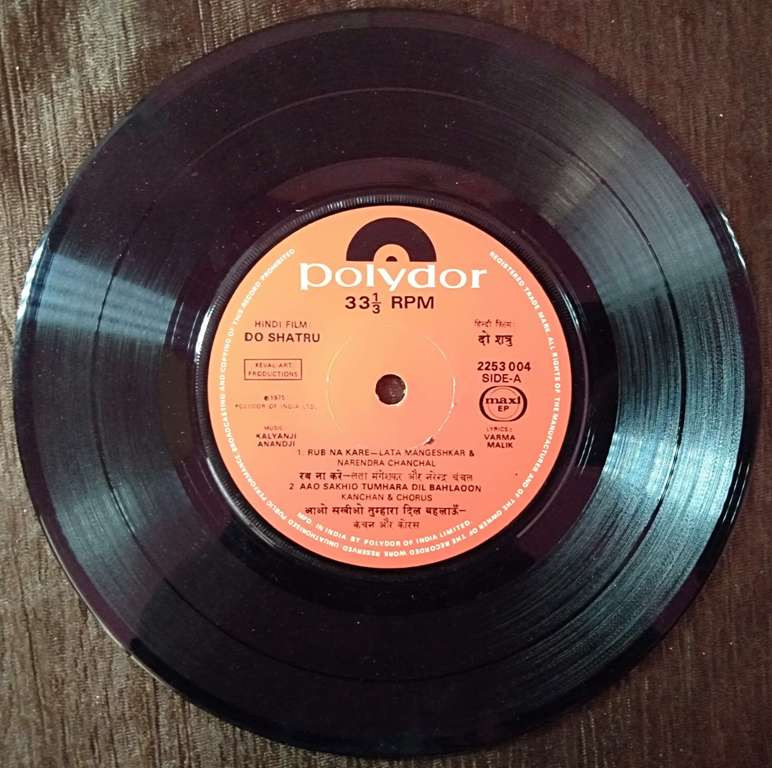 polydor
33⅓ RPM
HINDI FILM:
DO SHATRU
हिन्दी फ़िल्म:
दो शत्रु
KEVAL ART
PRODUCTIONS
2253 004
SIDE-A
℗1975
POLYDOR OF INDIA LTD.
maxi
EP
MUSIC:
KALYANJI
ANANDJI
LYRICS:
VARMA
MALIK
1. RUB NA KARE—LATA MANGESHKAR &
NARENDRA CHANCHAL
रब ना करे—लता मंगेशकर और नरेन्द्र चंचल
2 AAO SAKHIO TUMHARA DIL BAHLAOON
KANCHAN & CHORUS
आओ सखीओ तुम्हारा दिल बहलाऊँ—
कंचन और कोरस
REGISTERED TRADE MARK. ALL RIGHTS OF THE MANUFACTURER AND OF THE OWNER OF THE RECORDED WORK RESERVED. UNAUTHORISED PUBLIC PERFORMANCE BROADCASTING AND COPYING OF THIS RECORD PROHIBITED
MFD. IN INDIA BY POLYDOR OF INDIA LIMITED.